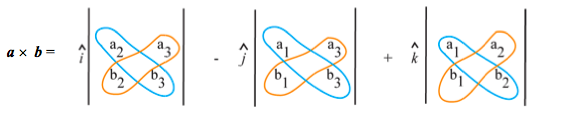 a × b = î | a₂ a₃ | - ĵ | a₁ a₃ | + k̂ | a₁ a₂ |
b₂ b₃ b₁ b₃ b₁ b₂